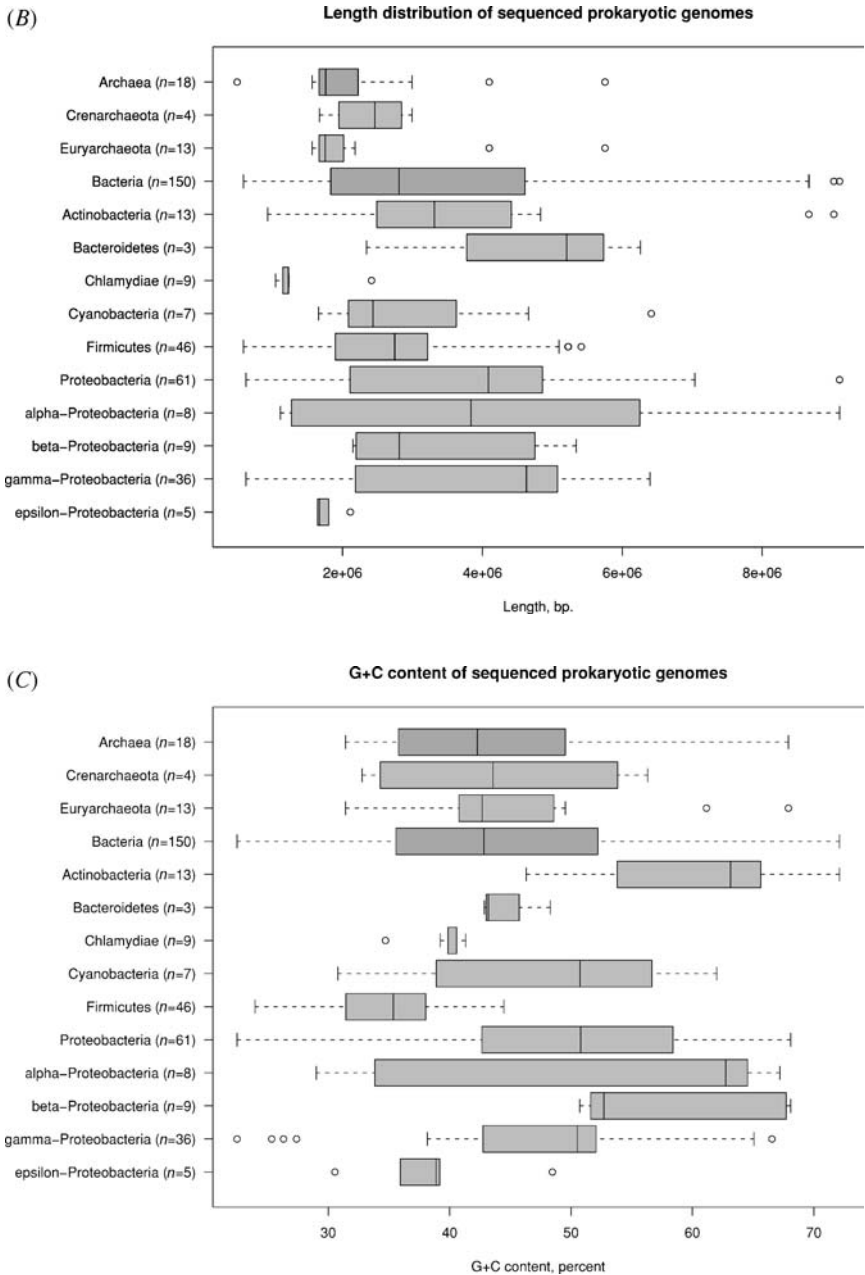 (B)
Length distribution of sequenced prokaryotic genomes
Archaea (n=18)
Crenarchaeota (n=4)
Euryarchaeota (n=13)
Bacteria (n=150)
Actinobacteria (n=13)
Bacteroidetes (n=3)
Chlamydiae (n=9)
Cyanobacteria (n=7)
Firmicutes (n=46)
Proteobacteria (n=61)
alpha-Proteobacteria (n=8)
beta-Proteobacteria (n=9)
gamma-Proteobacteria (n=36)
epsilon-Proteobacteria (n=5)
2e+06 4e+06 6e+06 8e+06
Length, bp.
(C)
G+C content of sequenced prokaryotic genomes
Archaea (n=18)
Crenarchaeota (n=4)
Euryarchaeota (n=13)
Bacteria (n=150)
Actinobacteria (n=13)
Bacteroidetes (n=3)
Chlamydiae (n=9)
Cyanobacteria (n=7)
Firmicutes (n=46)
Proteobacteria (n=61)
alpha-Proteobacteria (n=8)
beta-Proteobacteria (n=9)
gamma-Proteobacteria (n=36)
epsilon-Proteobacteria (n=5)
30 40 50 60 70
G+C content, percent